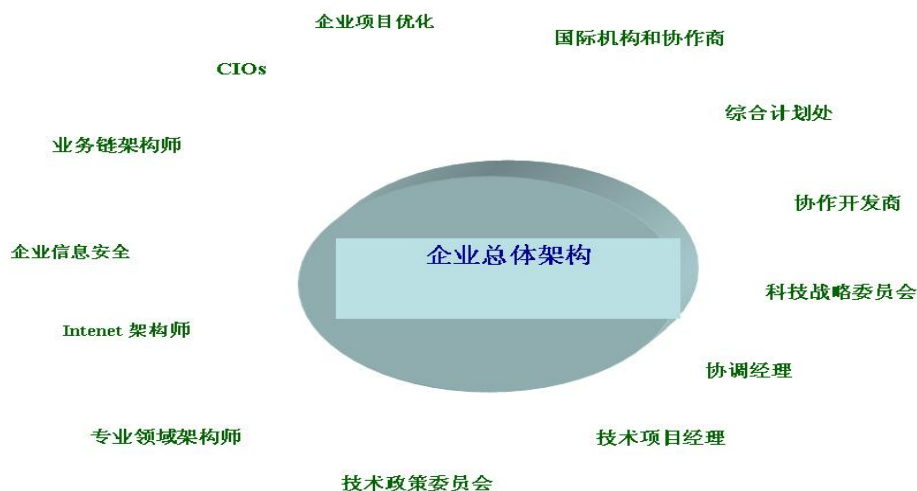 企业项目优化
国际机构和协作商
CIOs
综合计划处
业务链架构师
协作开发商
企业信息安全
企业总体架构
科技战略委员会
Intenet 架构师
协调经理
专业领域架构师
技术项目经理
技术政策委员会